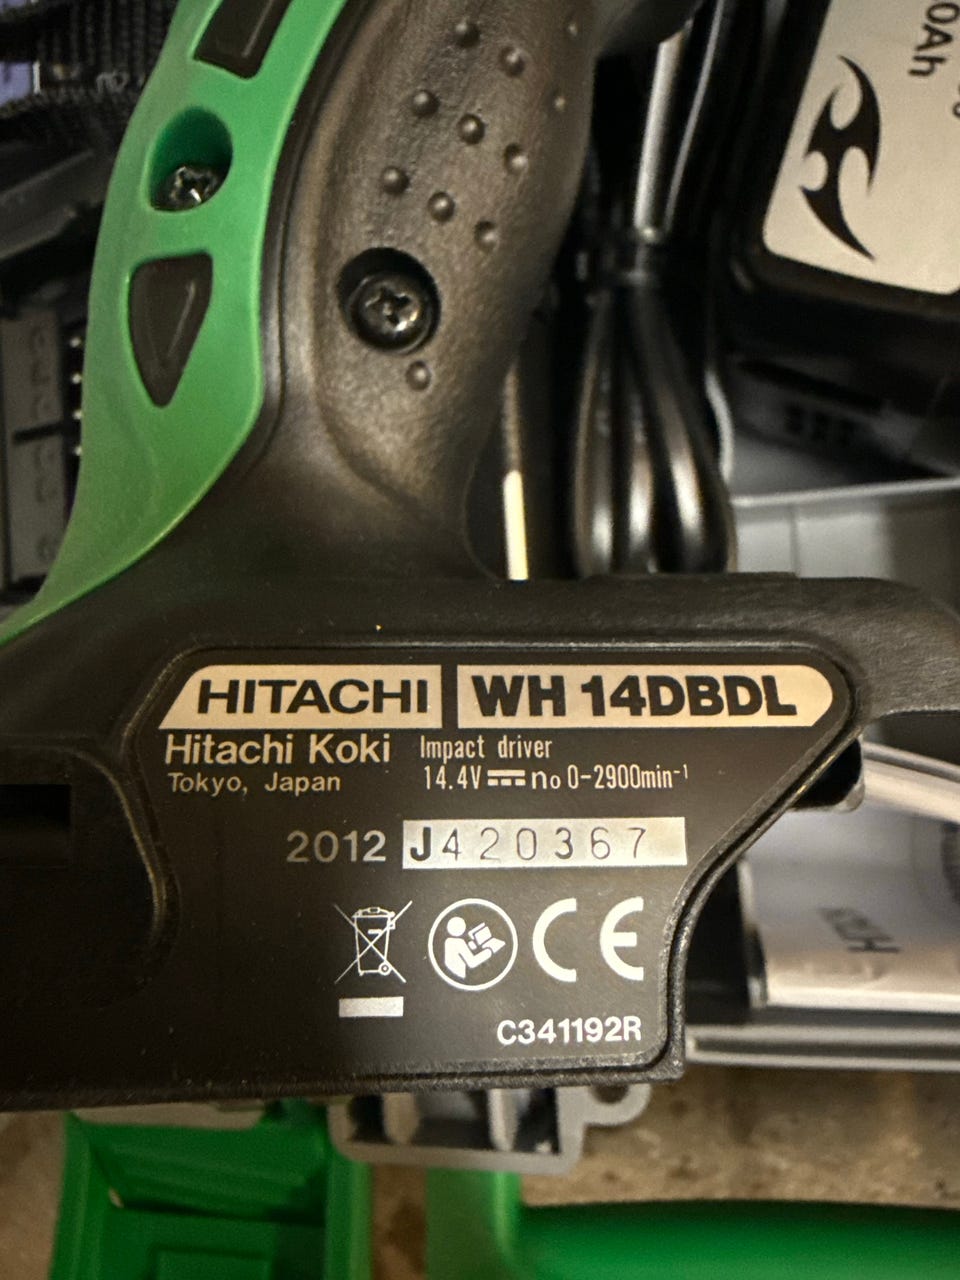 0Ah
HITACHI WH 14DBDL
Hitachi Koki Impact driver
Tokyo, Japan 14.4V no 0-2900min⁻¹
2012 J420367
CE
C341192R